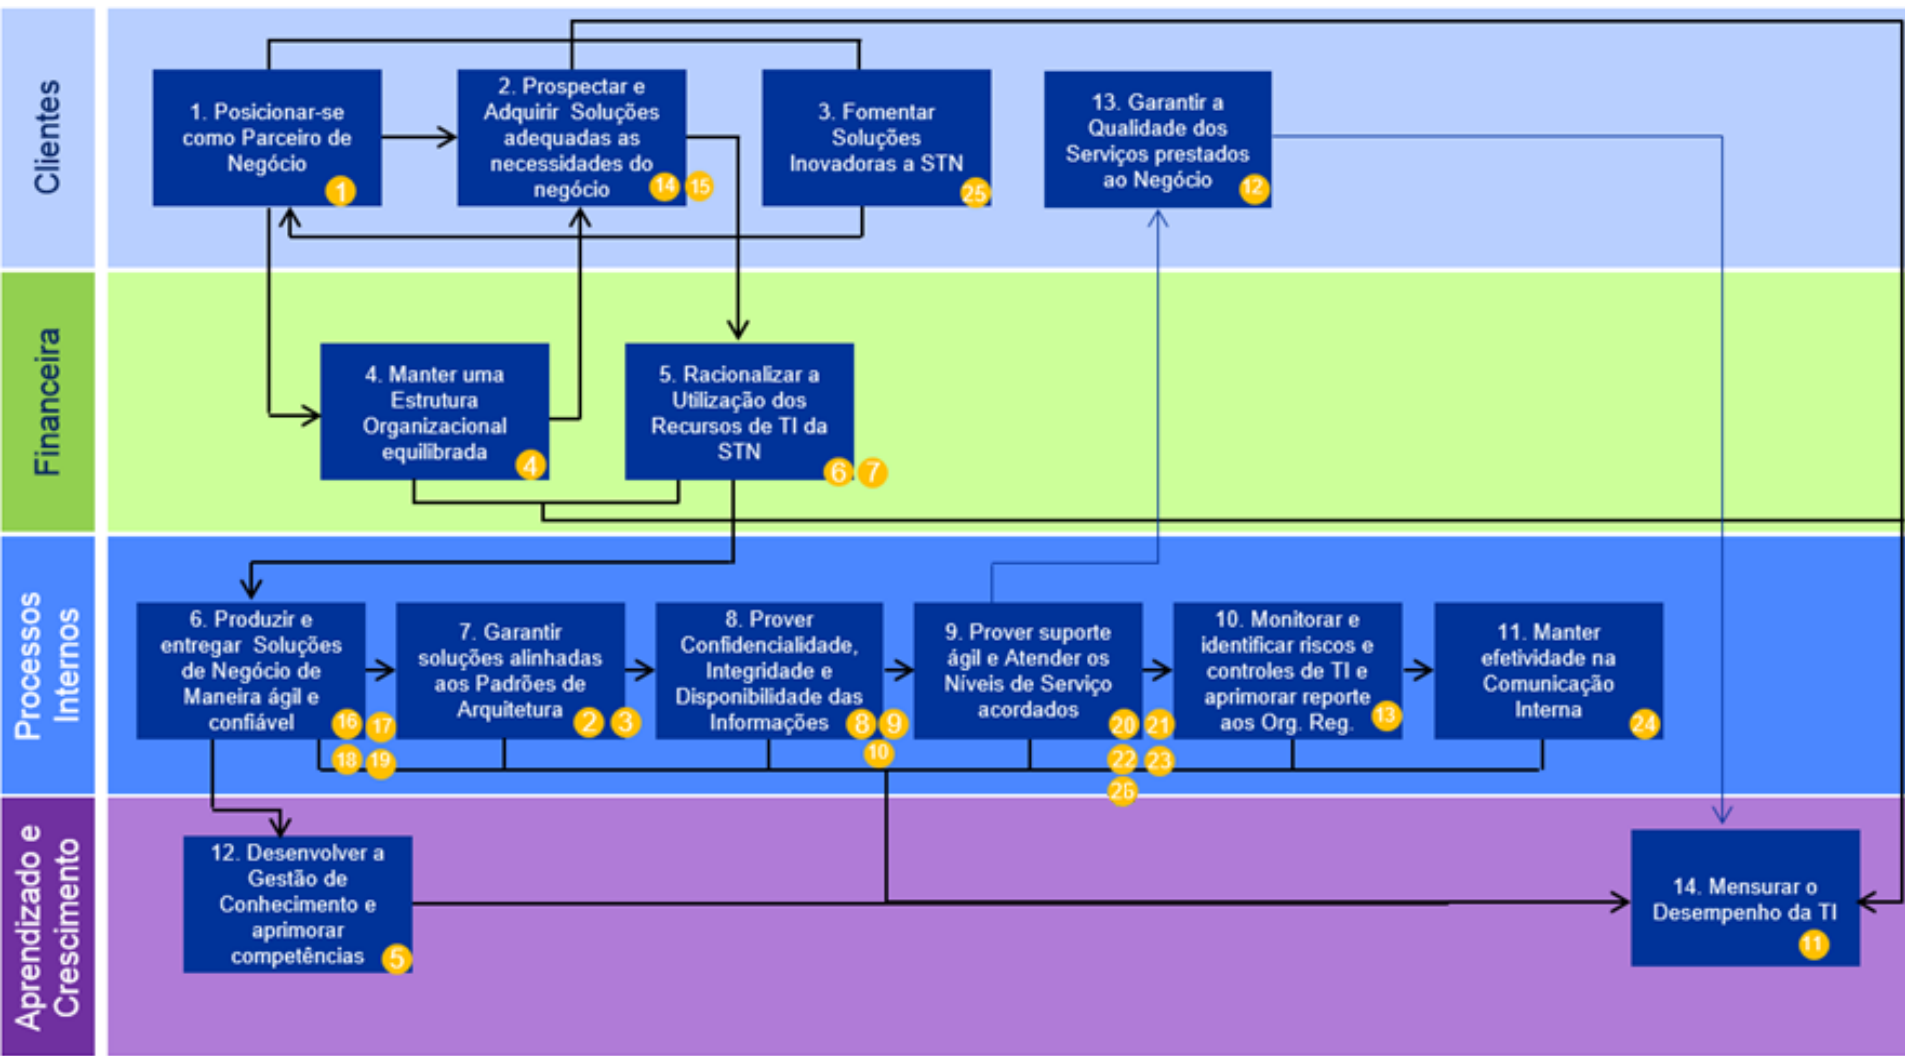 Clientes
1. Posicionar-se
como Parceiro de
Negócio
1
2. Prospectar e
Adquirir Soluções
adequadas as
necessidades do
negócio
14
15
3. Fomentar
Soluções
Inovadoras a STN
25
13. Garantir a
Qualidade dos
Serviços prestados
ao Negócio
12
Financeira
4. Manter uma
Estrutura
Organizacional
equilibrada
4
5. Racionalizar a
Utilização dos
Recursos de TI da
STN
6
7
Processos
Internos
6. Produzir e
entregar Soluções
de Negócio de
Maneira ágil e
confiável
16
17
18
19
7. Garantir
soluções alinhadas
aos Padrões de
Arquitetura
2
3
8. Prover
Confidencialidade,
Integridade e
Disponibilidade das
Informações
8
9
10
9. Prover suporte
ágil e Atender os
Níveis de Serviço
acordados
20
21
22
23
26
10. Monitorar e
identificar riscos e
controles de TI e
aprimorar reporte
aos Org. Reg.
13
11. Manter
efetividade na
Comunicação
Interna
24
Aprendizado e
Crescimento
12. Desenvolver a
Gestão de
Conhecimento e
aprimorar
competências
5
14. Mensurar o
Desempenho da TI
11